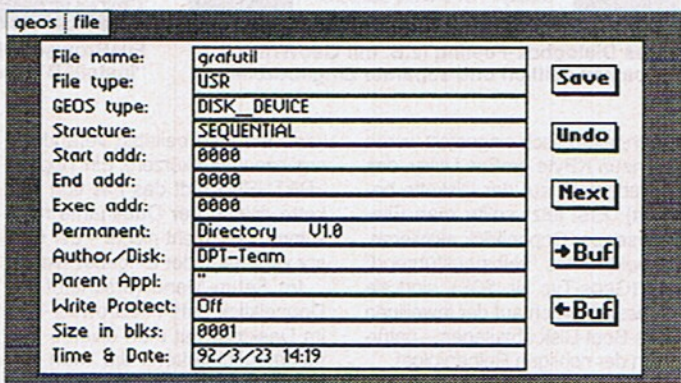 geos file
File name: grafutil
File type: USR
GEOS type: DISK_DEVICE
Structure: SEQUENTIAL
Start addr: 0000
End addr: 0000
Exec addr: 0000
Permanent: Directory V1.0
Author/Disk: DPT-Team
Parent Appl: "
Write Protect: Off
Size in blks: 0001
Time & Date: 92/3/23 14:19
Save
Undo
Next
→Buf
←Buf